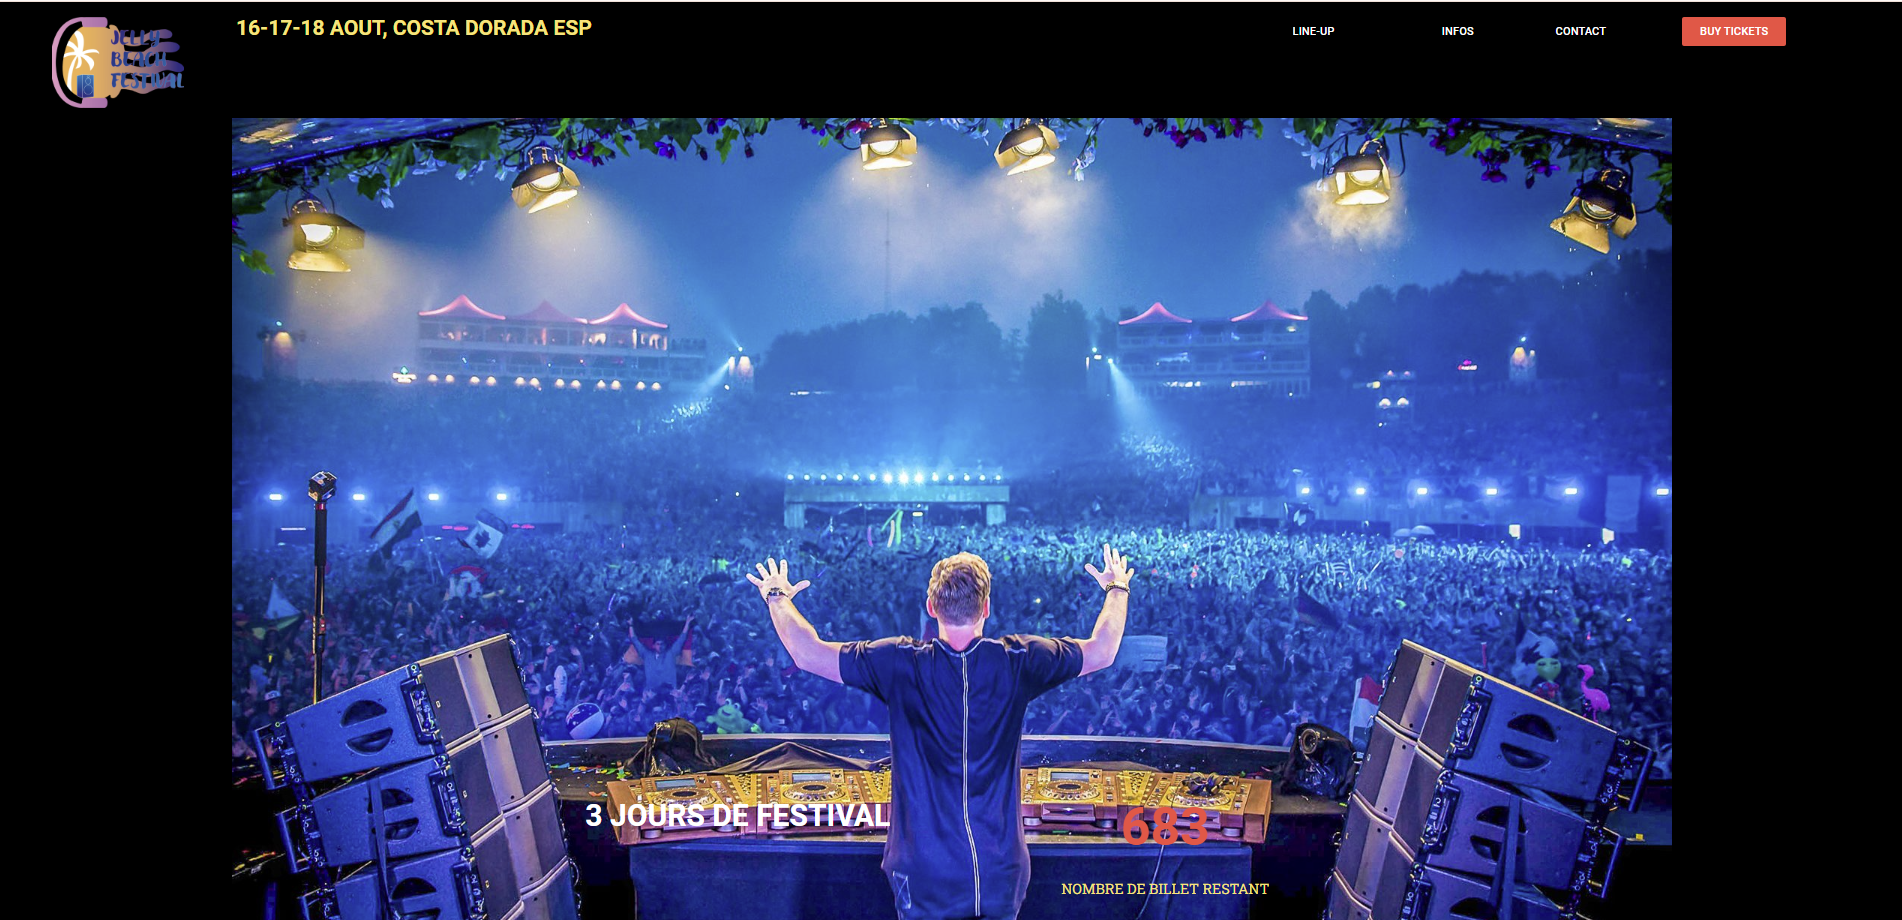 JELLY
BEACH
FESTIVAL
16-17-18 AOUT, COSTA DORADA ESP
LINE-UP
INFOS
CONTACT
BUY TICKETS
3 JOURS DE FESTIVAL
683
NOMBRE DE BILLET RESTANT